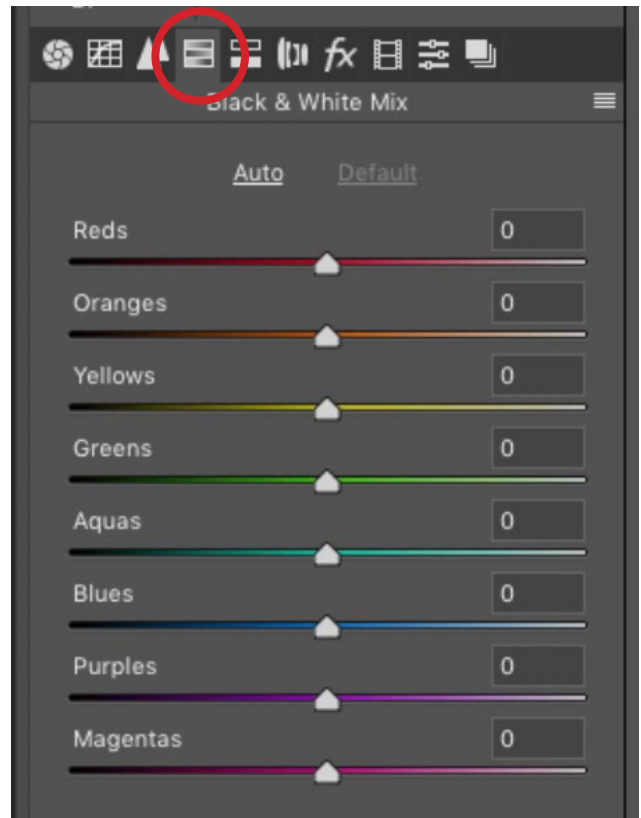 fx
Black & White Mix
Auto Default
Reds 0
Oranges 0
Yellows 0
Greens 0
Aquas 0
Blues 0
Purples 0
Magentas 0